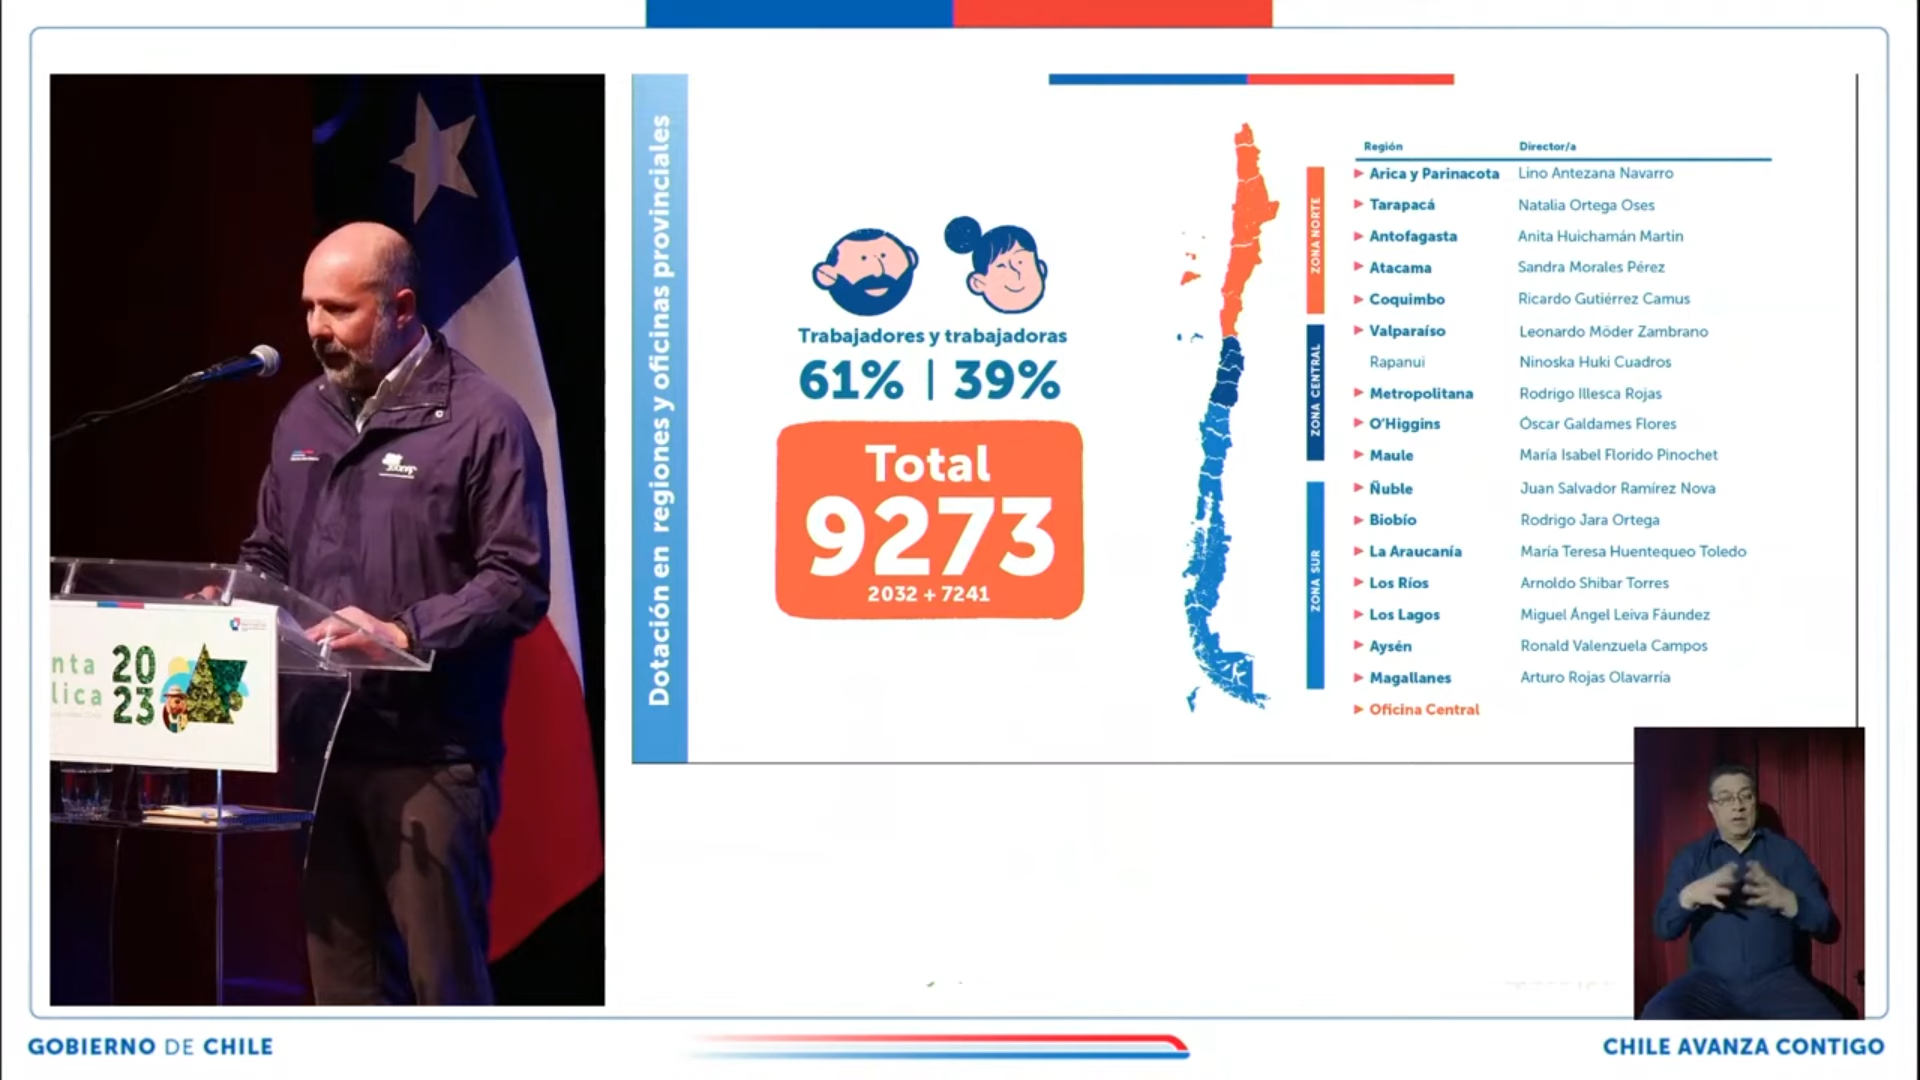 Dotación en regiones y oficinas provinciales
Trabajadores y trabajadoras
61% | 39%
Total
9273
2032 + 7241
ZONA NORTE
ZONA CENTRAL
ZONA SUR
Región Director/a
Arica y Parinacota Lino Antezana Navarro
Tarapacá Natalia Ortega Oses
Antofagasta Anita Huichamán Martin
Atacama Sandra Morales Pérez
Coquimbo Ricardo Gutiérrez Camus
Valparaíso Leonardo Möder Zambrano
Rapanui Ninoska Huki Cuadros
Metropolitana Rodrigo Illesca Rojas
O'Higgins Óscar Galdames Flores
Maule María Isabel Florido Pinochet
Ñuble Juan Salvador Ramírez Nova
Biobío Rodrigo Jara Ortega
La Araucanía María Teresa Huentequeo Toledo
Los Ríos Arnoldo Shibar Torres
Los Lagos Miguel Ángel Leiva Fáundez
Aysén Ronald Valenzuela Campos
Magallanes Arturo Rojas Olavarría
Oficina Central
nta
lica
20
23
GOBIERNO DE CHILE
CHILE AVANZA CONTIGO